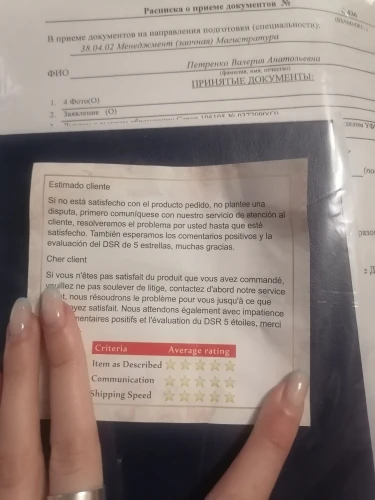 Расписка о приеме документов №
В приеме документов на направления подготовки (специальности):
38.04.02 Менеджмент (заочная) Магистратура
ФИО
Петренко Валерия Анатольевна
(фамилия, имя, отчество)
ПРИНЯТЫЕ ДОКУМЕНТЫ:
1. 4 Фото(О)
2. Заявление (О)
Estimado cliente
Si no está satisfecho con el producto pedido, no plantee una
disputa, primero comuníquese con nuestro servicio de atención al
cliente, resolveremos el problema por usted hasta que esté
satisfecho. También esperamos los comentarios positivos y la
evaluación del DSR de 5 estrellas, muchas gracias.
Cher client
Si vous n'êtes pas satisfait du produit que vous avez commandé,
veuillez ne pas soulever de litige, contactez d'abord notre service
nous résoudrons le problème pour vous jusqu'à ce que
soyez satisfait. Nous attendons également avec impatience
mentaires positifs et l'évaluation du DSR 5 étoiles, merci
Criteria Average rating
Item as Described
Communication
Shipping Speed